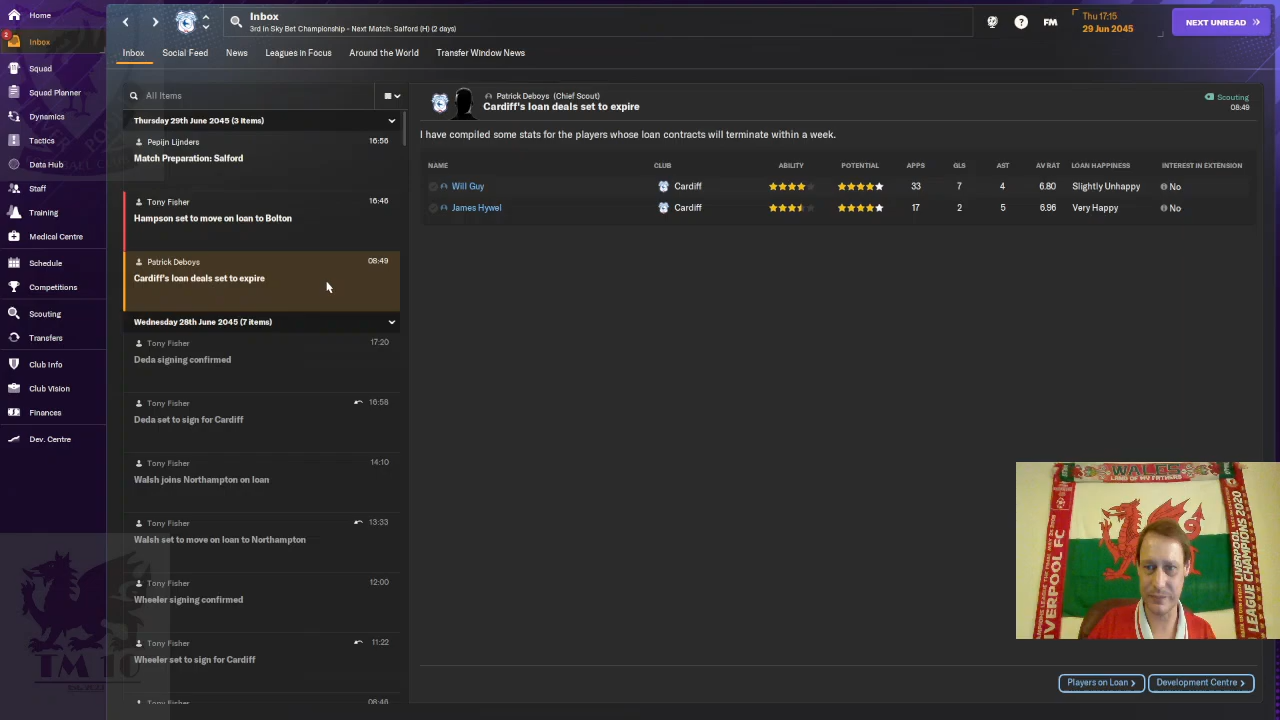 Inbox
3rd in Sky Bet Championship - Next Match: Salford (H) (2 days)
FM
Thu 17:15
29 Jun 2045
NEXT UNREAD
2
Home
Inbox
Squad
Squad Planner
Dynamics
Tactics
Data Hub
Staff
Training
Medical Centre
Schedule
Competitions
Scouting
Transfers
Club Info
Club Vision
Finances
Dev. Centre
TM 10
Inbox Social Feed News Leagues in Focus Around the World Transfer Window News
All Items
Thursday 29th June 2045 (3 Items)
Pepijn Lijnders 16:56
Match Preparation: Salford
Tony Fisher 16:46
Hampson set to move on loan to Bolton
Patrick Deboys 08:49
Cardiff's loan deals set to expire
Wednesday 28th June 2045 (7 items)
Tony Fisher 17:20
Deda signing confirmed
Tony Fisher 16:58
Deda set to sign for Cardiff
Tony Fisher 14:10
Walsh joins Northampton on loan
Tony Fisher 13:33
Walsh set to move on loan to Northampton
Tony Fisher 12:00
Wheeler signing confirmed
Tony Fisher 11:22
Wheeler set to sign for Cardiff
Tony Fisher 08:46
Patrick Deboys (Chief Scout)
Cardiff's loan deals set to expire
Scouting
08:49
I have compiled some stats for the players whose loan contracts will terminate within a week.
NAME CLUB ABILITY POTENTIAL APPS GLS AST AV RAT LOAN HAPPINESS INTEREST IN EXTENSION
Will Guy Cardiff 33 7 4 6.80 Slightly Unhappy No
James Hywel Cardiff 17 2 5 6.96 Very Happy No
WALES
LAND OF MY FATHERS
LIVERPOOL FC
LIVERPOOL
LEAGUE CHAMPIONS 2020
Players on Loan
Development Centre